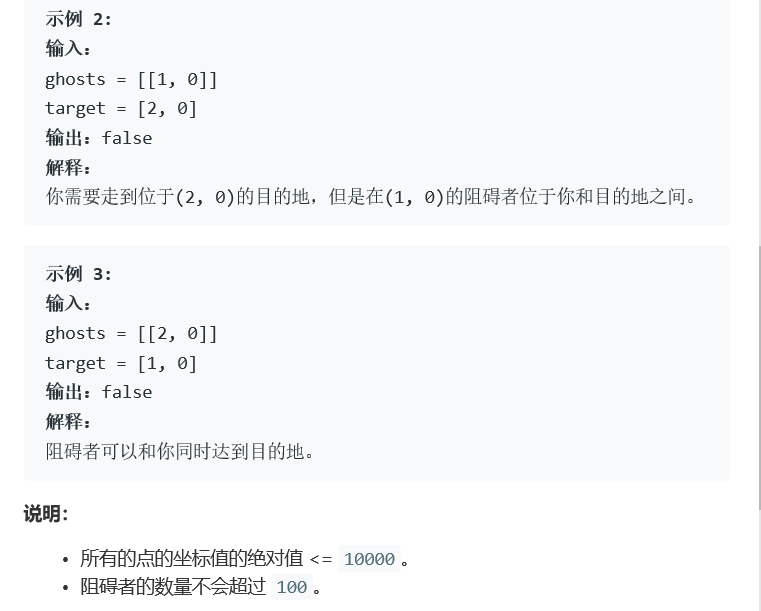 示例 2:
输入：
ghosts = [[1, 0]]
target = [2, 0]
输出：false
解释：
你需要走到位于(2, 0)的目的地，但是在(1, 0)的阻碍者位于你和目的地之间。
示例 3:
输入：
ghosts = [[2, 0]]
target = [1, 0]
输出：false
解释：
阻碍者可以和你同时达到目的地。
说明：
• 所有的点的坐标值的绝对值 <= 10000。
• 阻碍者的数量不会超过 100。